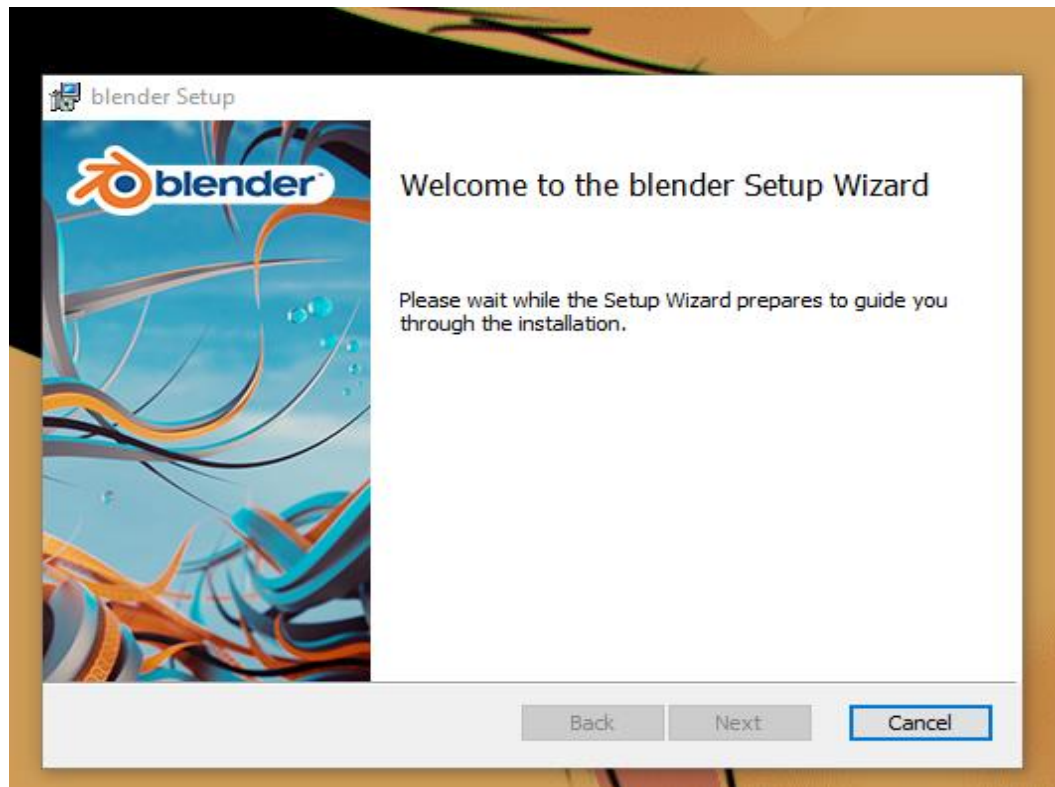 blender Setup
blender
Welcome to the blender Setup Wizard
Please wait while the Setup Wizard prepares to guide you
through the installation.
Back
Next
Cancel